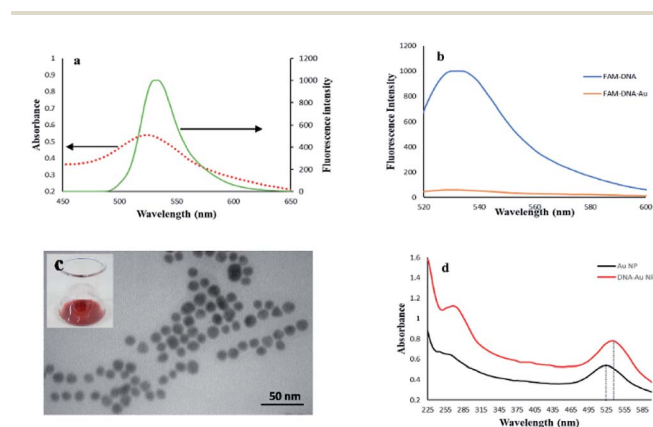 a
1
0.9
0.8
0.7
0.6
0.5
0.4
0.3
0.2
Absorbance
450
500
550
600
650
Wavelength (nm)
1200
1000
800
600
400
200
0
Fluorescence intensity
b
1200
1000
800
600
400
200
0
Fluorescence Intensity
520
540
560
580
600
Wavelength (nm)
FAM-DNA
FAM-DNA-Au
c
50 nm
d
1.6
1.4
1.2
1
0.8
0.6
0.4
0.2
Absorbance
225 255 285 315 345 375 405 435 465 495 525 555 585
Wavelength (nm)
Au NP
DNA-Au NP